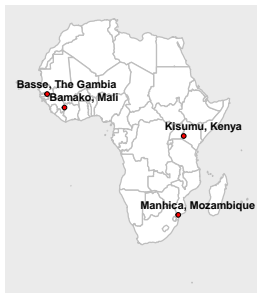 Basse, The Gambia
Bamako, Mali
Kisumu, Kenya
Manhica, Mozambique